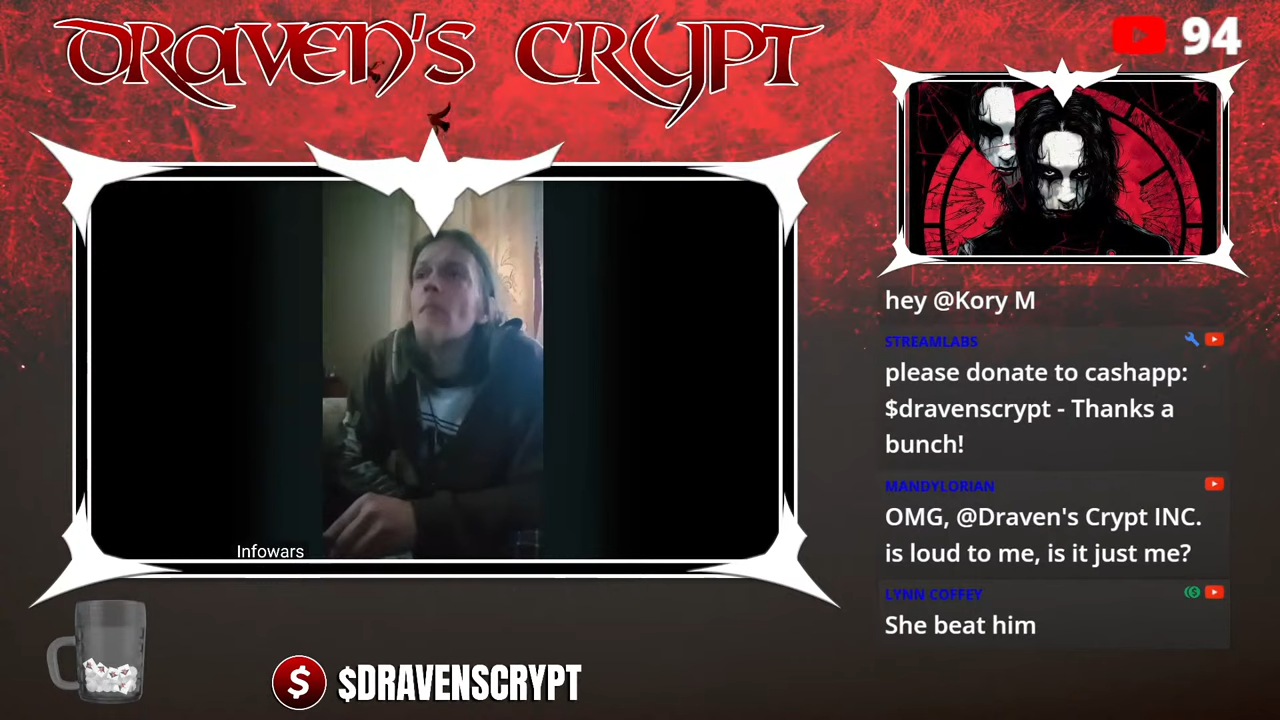 DRAVEN'S CRYPT
94
hey @Kory M
STREAMLABS
please donate to cashapp:
$dravenscrypt - Thanks a
bunch!
MANDYLORIAN
OMG, @Draven's Crypt INC.
is loud to me, is it just me?
LYNN COFFEY
She beat him
Infowars
$ $DRAVENSCRYPT